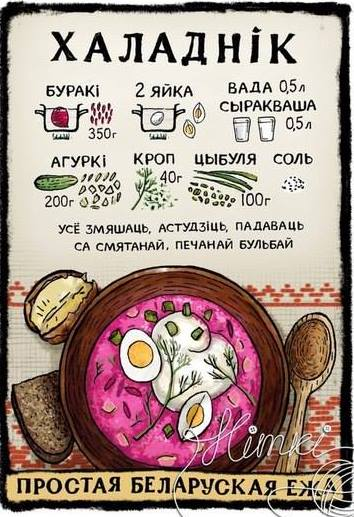 ХАЛАДНІК
БУРАКІ
350г
2 ЯЙКА
ВАДА 0,5л
СЫРАКВАША
0,5л
АГУРКІ
200г
КРОП
40г
ЦЫБУЛЯ
100г
СОЛЬ
УСЁ ЗМЯШАЦЬ, АСТУДЗІЦЬ, ПАДАВАЦЬ
СА СМЯТАНАЙ, ПЕЧАНАЙ БУЛЬБАЙ
Німкі
ПРОСТАЯ БЕЛАРУСКАЯ ЕЖА